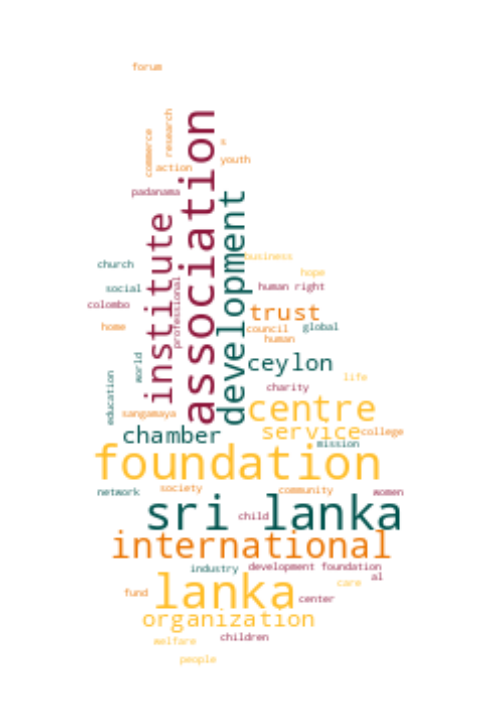 forum
commerce
research
association
s
youth
action
padanama
development
institute
church
business
hope
social
professional
human right
colombo
trust
home
council
global
human
world
ceylon
education
life
charity
sangamaya
centre
chamber
service
college
mission
foundation
network
society
community
women
sri lanka
child
international
industry
development foundation
al
lanka
care
fund
center
organization
welfare
children
people